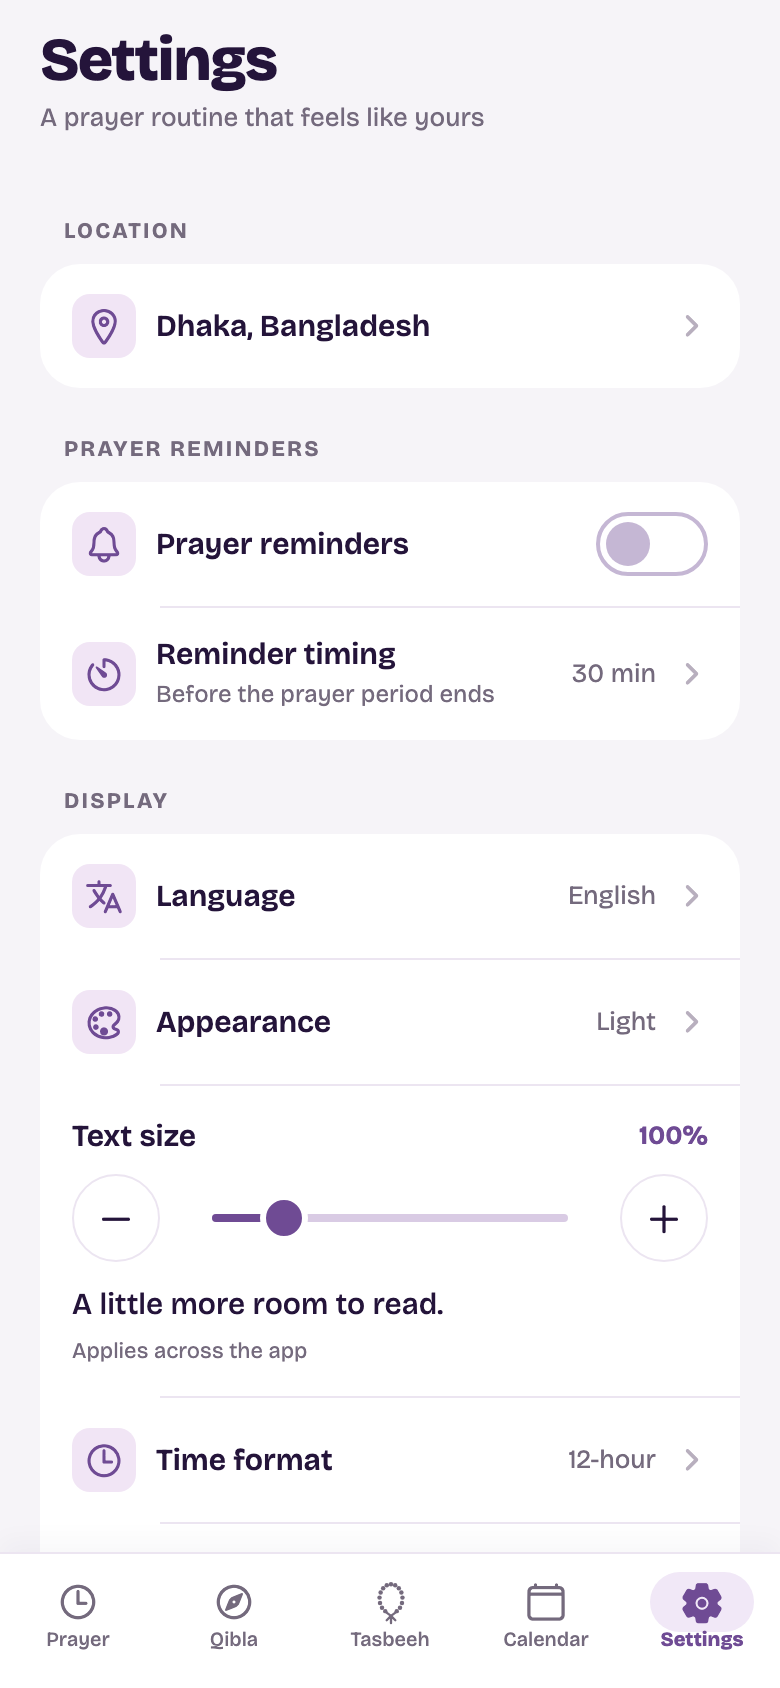 Settings
A prayer routine that feels like yours
LOCATION
Dhaka, Bangladesh
PRAYER REMINDERS
Prayer reminders
Reminder timing
Before the prayer period ends
30 min
DISPLAY
Language
English
Appearance
Light
Text size
100%
A little more room to read.
Applies across the app
Time format
12-hour
Prayer
Qibla
Tasbeeh
Calendar
Settings